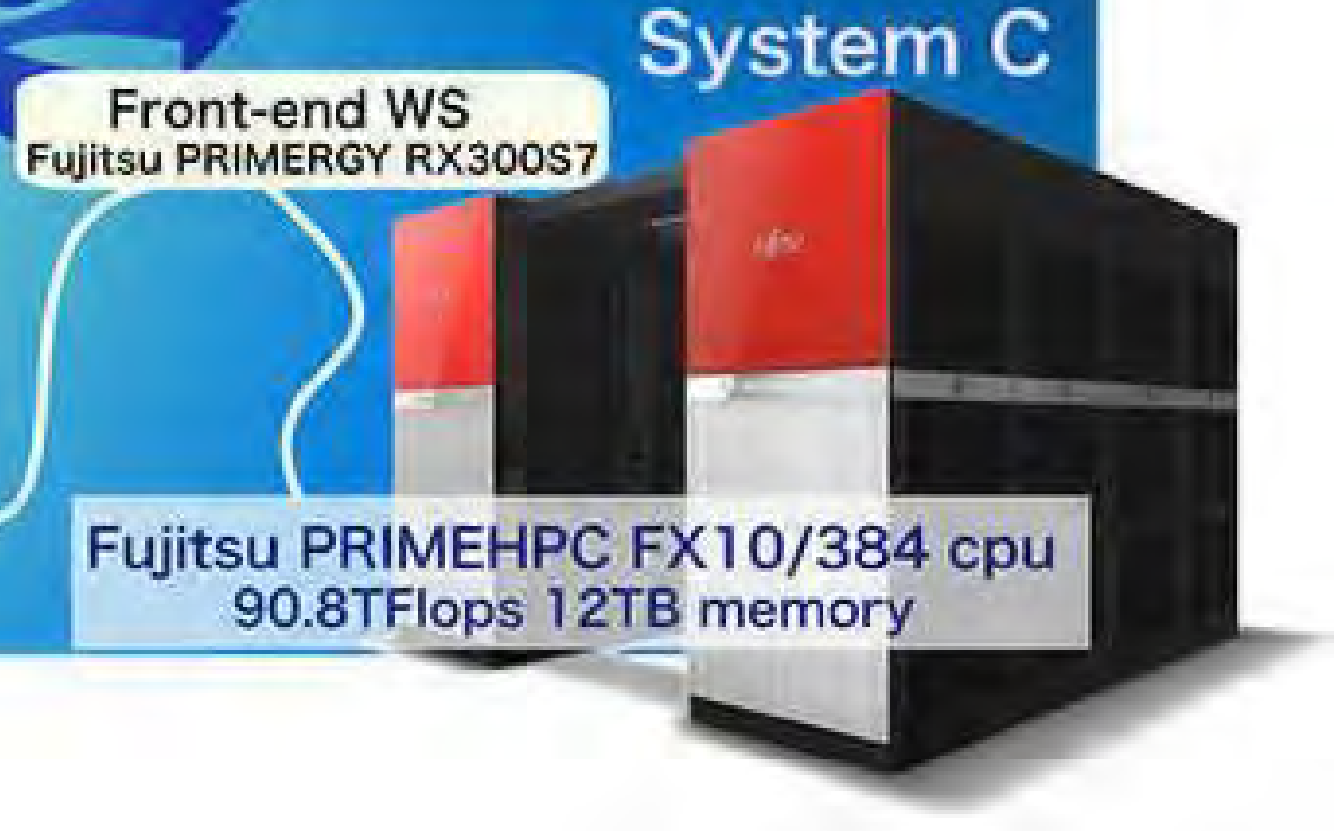 System C
Front-end WS
Fujitsu PRIMERGY RX300S7
Fujitsu PRIMEHPC FX10/384 cpu
90.8TFlops 12TB memory